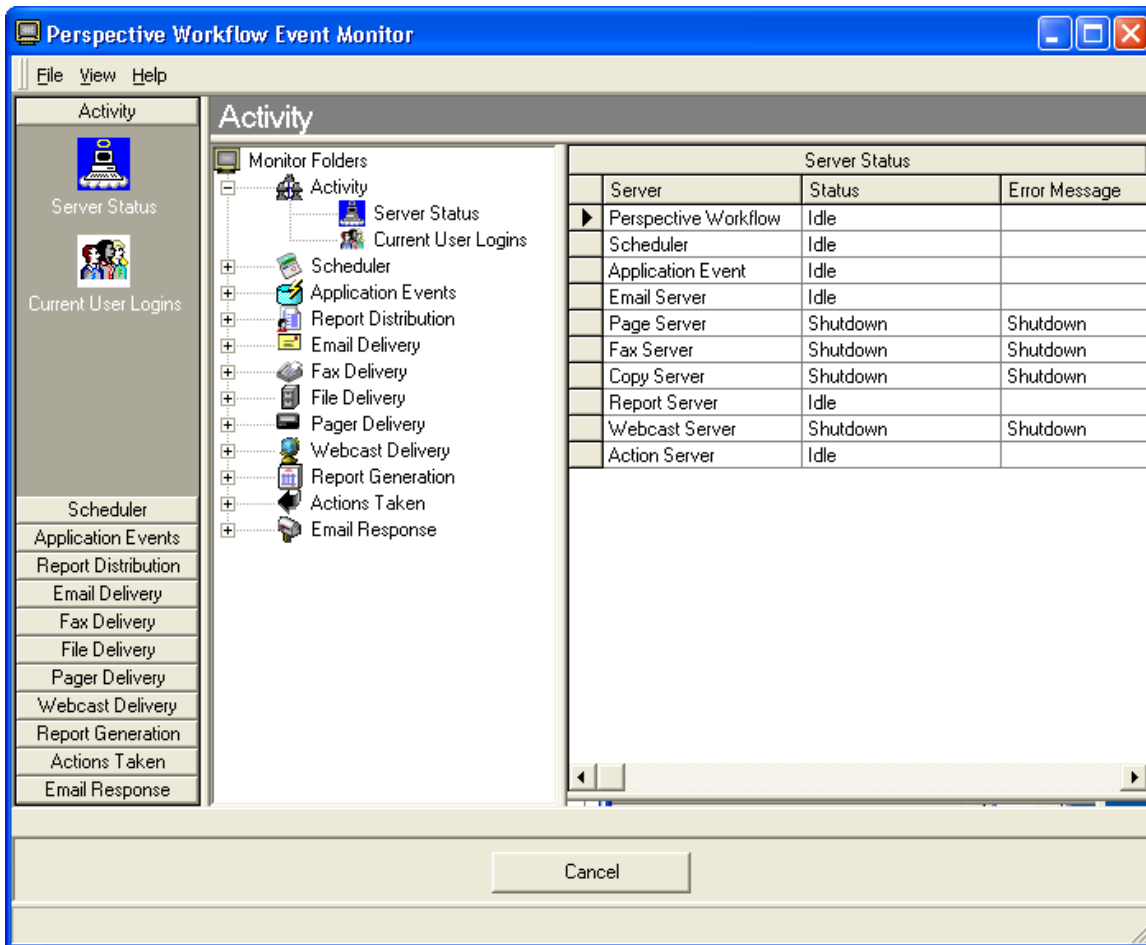 Perspective Workflow Event Monitor
File View Help
Activity
Server Status
Current User Logins
Scheduler
Application Events
Report Distribution
Email Delivery
Fax Delivery
File Delivery
Pager Delivery
Webcast Delivery
Report Generation
Actions Taken
Email Response
Activity
Monitor Folders
Activity
Server Status
Current User Logins
Scheduler
Application Events
Report Distribution
Email Delivery
Fax Delivery
File Delivery
Pager Delivery
Webcast Delivery
Report Generation
Actions Taken
Email Response
Server Status
Server Status Error Message
Perspective Workflow Idle
Scheduler Idle
Application Event Idle
Email Server Idle
Page Server Shutdown Shutdown
Fax Server Shutdown Shutdown
Copy Server Shutdown Shutdown
Report Server Idle
Webcast Server Shutdown Shutdown
Action Server Idle
Cancel